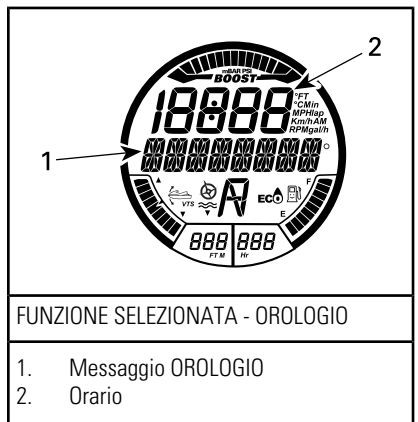 mBAR PSI
BOOST
2
18888
°FT
°CMin
MPHlap
Km/hAM
RPMgal/h
1
°
VTS
A
ECO
F
E
888 888
FT M Hr
FUNZIONE SELEZIONATA - OROLOGIO
1. Messaggio OROLOGIO
2. Orario